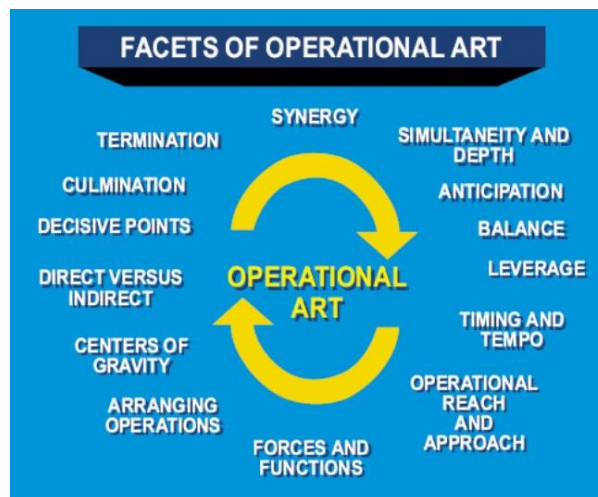 FACETS OF OPERATIONAL ART
SYNERGY
SIMULTANEITY AND
DEPTH
ANTICIPATION
BALANCE
LEVERAGE
TIMING AND
TEMPO
OPERATIONAL
REACH
AND
APPROACH
FORCES AND
FUNCTIONS
ARRANGING
OPERATIONS
CENTERS OF
GRAVITY
DIRECT VERSUS
INDIRECT
DECISIVE POINTS
CULMINATION
TERMINATION
OPERATIONAL
ART